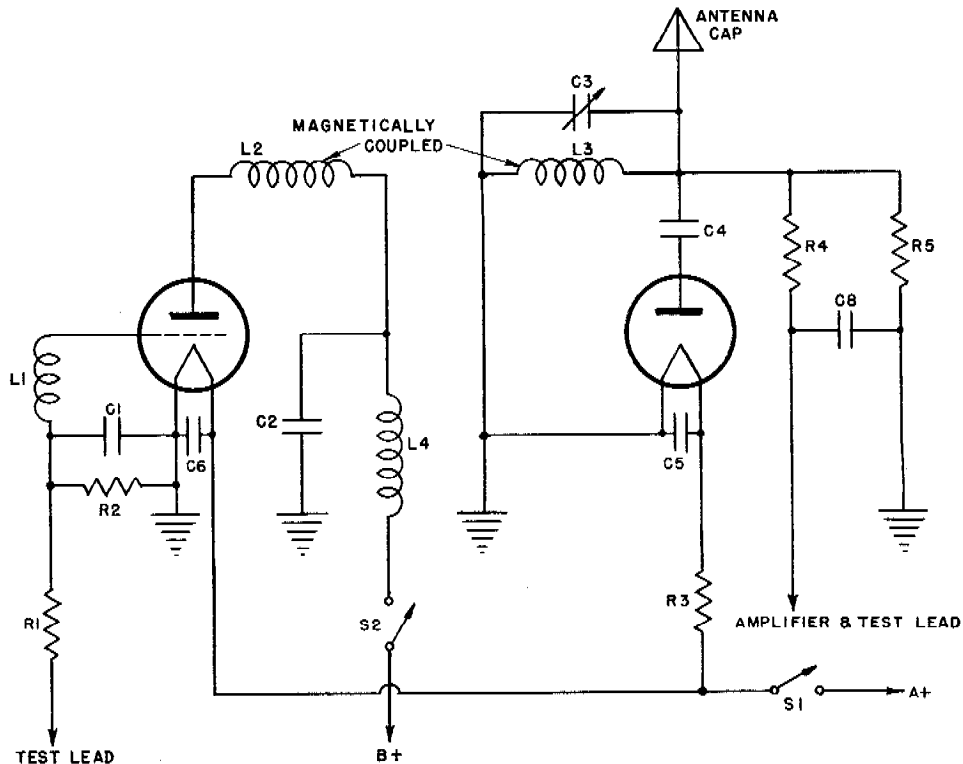 ANTENNA
CAP
C3
MAGNETICALLY
COUPLED
L2
L3
C4
R4
R5
C8
L1
C1
C2
L4
C6
C5
R2
R1
S2
R3
AMPLIFIER & TEST LEAD
S1
A+
TEST LEAD
B+